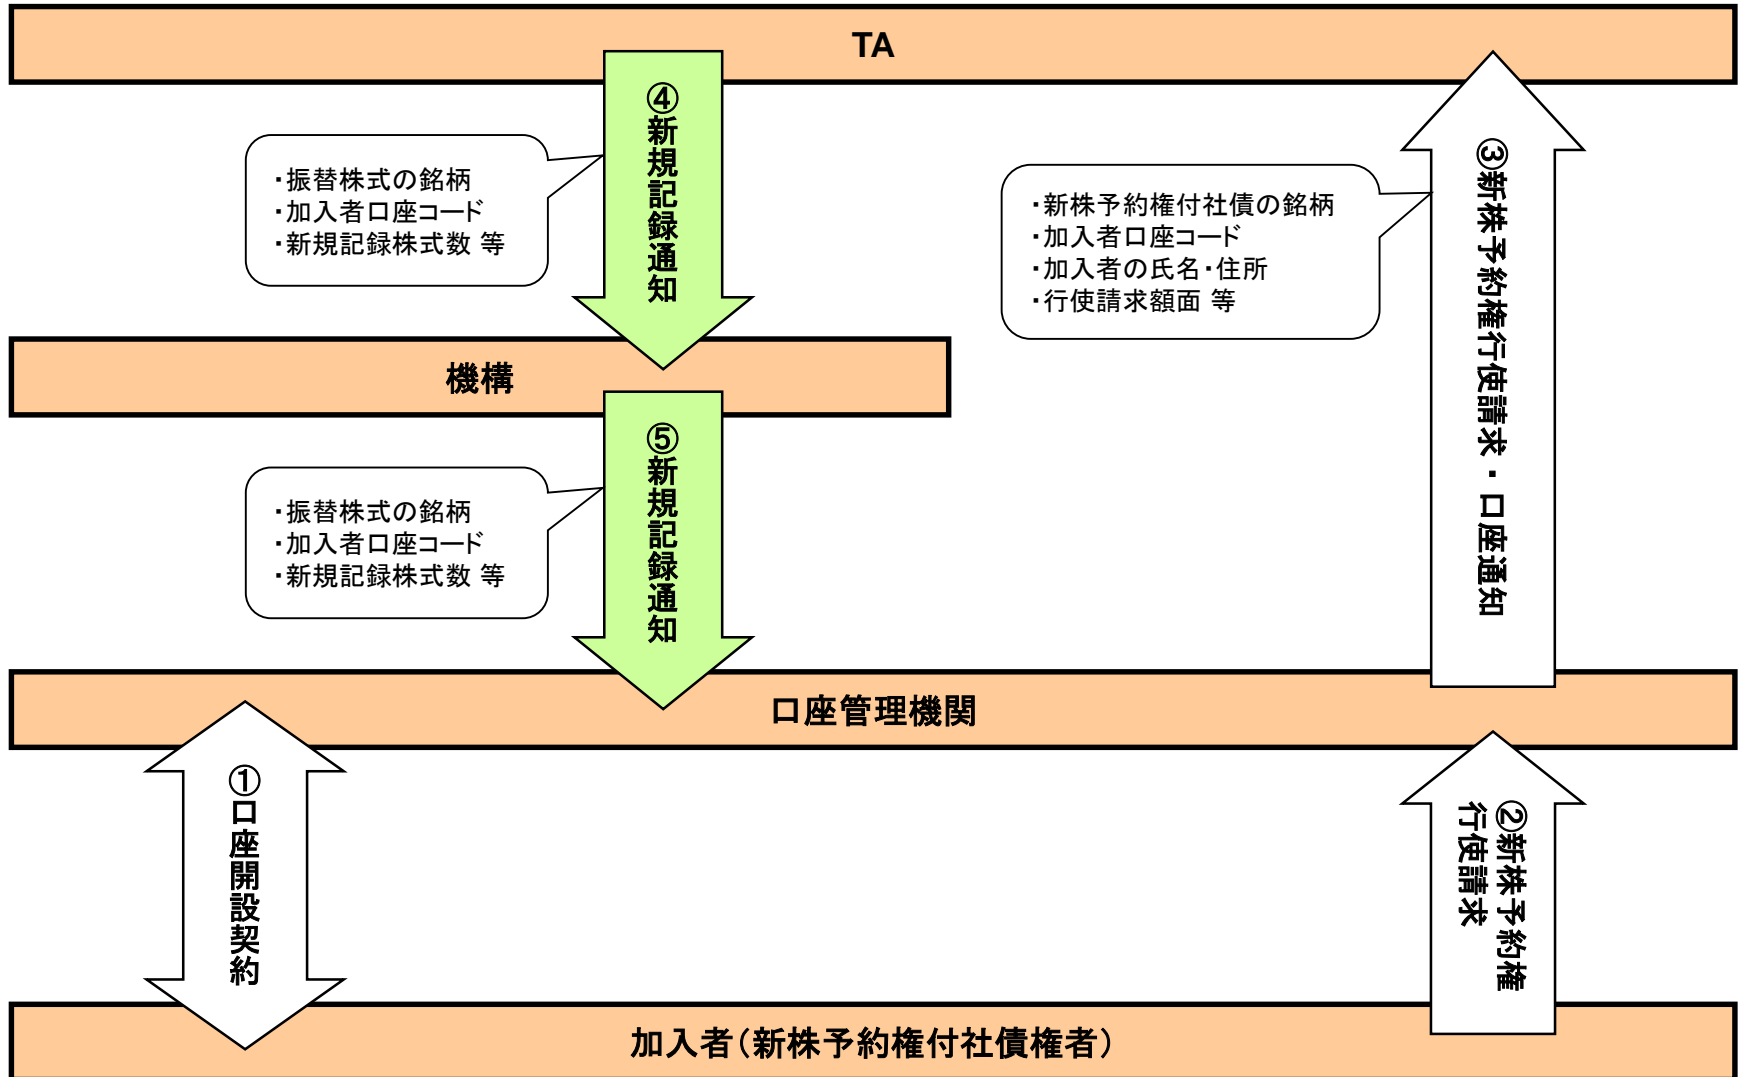 TA
④新規記録通知
・振替株式の銘柄
・加入者口座コード
・新規記録株式数 等
③新株予約権行使請求・口座通知
・新株予約権付社債の銘柄
・加入者口座コード
・加入者の氏名・住所
・行使請求額面 等
機構
⑤新規記録通知
・振替株式の銘柄
・加入者口座コード
・新規記録株式数 等
口座管理機関
①口座開設契約
②新株予約権
行使請求
加入者（新株予約権付社債権者）